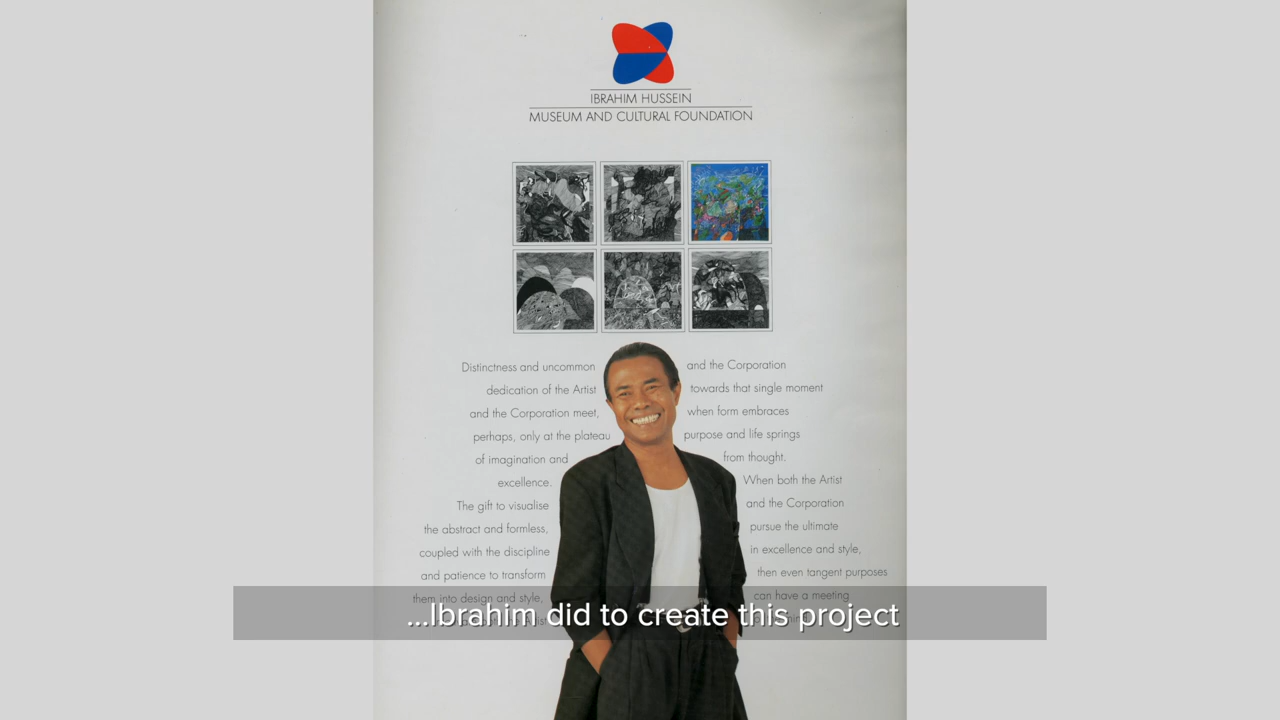 IBRAHIM HUSSEIN
MUSEUM AND CULTURAL FOUNDATION
Distinctness and uncommon
dedication of the Artist
and the Corporation meet,
perhaps, only at the plateau
of imagination and
excellence.
The gift to visualise
the abstract and formless,
coupled with the discipline
and patience to transform
them into design and style,
and the Corporation
towards that single moment
when form embraces
purpose and life springs
from thought.
When both the Artist
and the Corporation
pursue the ultimate
in excellence and style,
then even tangent purposes
can have a meeting
...Ibrahim did to create this project